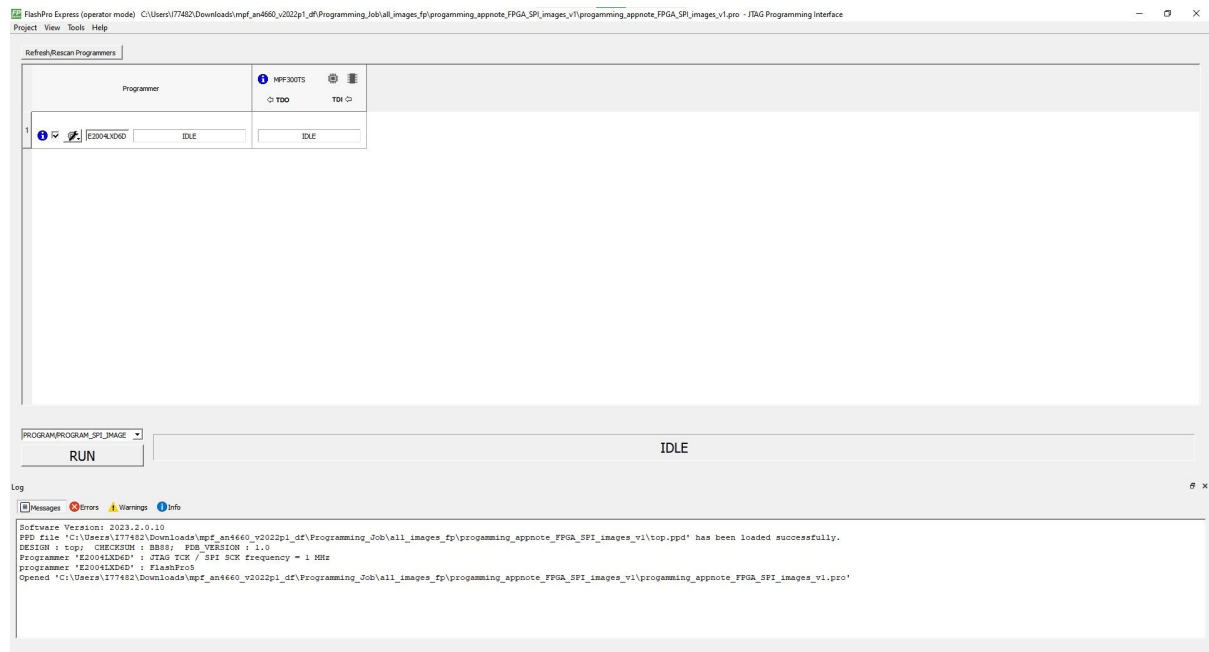 FlashPro Express (operator mode) C:\Users\I77482\Downloads\mpf_an4660_v2022p1_df\Programming_Job\all_images_fp\progamming_appnote_FPGA_SPI_images_v1\progamming_appnote_FPGA_SPI_images_v1.pro - JTAG Programming Interface
Project View Tools Help
Refresh/Rescan Programmers
Programmer
MPF300TS
TDO TDI
1 E2004LXD6D IDLE IDLE
PROGRAM/PROGRAM_SPI_IMAGE
RUN
IDLE
Log
Messages Errors Warnings Info
Software Version: 2023.2.0.10
PPD file 'C:\Users\I77482\Downloads\mpf_an4660_v2022p1_df\Programming_Job\all_images_fp\progamming_appnote_FPGA_SPI_images_v1\top.ppd' has been loaded successfully.
DESIGN : top; CHECKSUM : BB88; PDB_VERSION : 1.0
Programmer 'E2004LXD6D' : JTAG TCK / SPI SCK frequency = 1 MHz
programmer 'E2004LXD6D' : FlashPro5
Opened 'C:\Users\I77482\Downloads\mpf_an4660_v2022p1_df\Programming_Job\all_images_fp\progamming_appnote_FPGA_SPI_images_v1\progamming_appnote_FPGA_SPI_images_v1.pro'